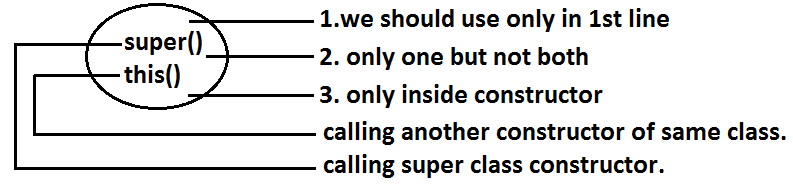 1.we should use only in 1st line
super()
2. only one but not both
this()
3. only inside constructor
calling another constructor of same class.
calling super class constructor.